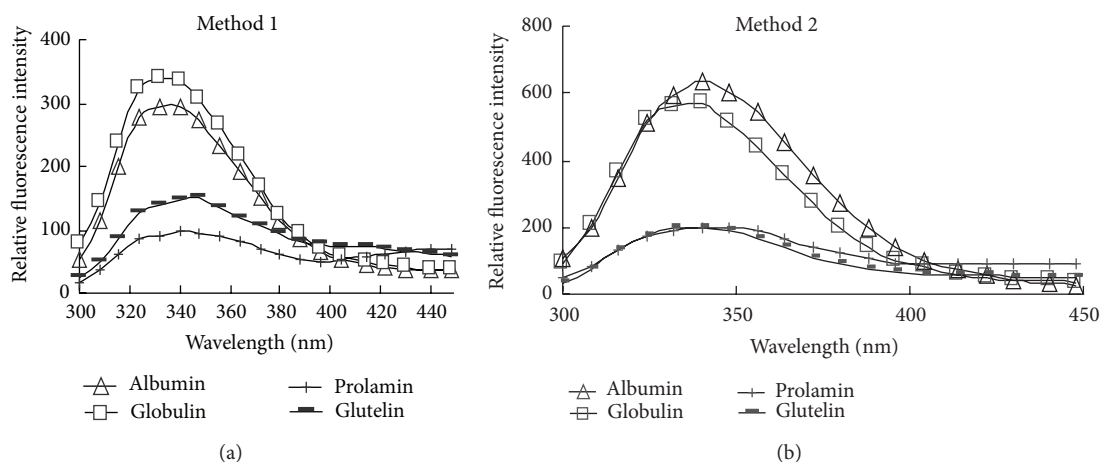 Method 1
Relative fluorescence intensity
400
300
200
100
0
300 320 340 360 380 400 420 440
Wavelength (nm)
Albumin
Globulin
Prolamin
Glutelin
(a)
Method 2
Relative fluorescence intensity
800
600
400
200
0
300 350 400 450
Wavelength (nm)
Albumin
Globulin
Prolamin
Glutelin
(b)